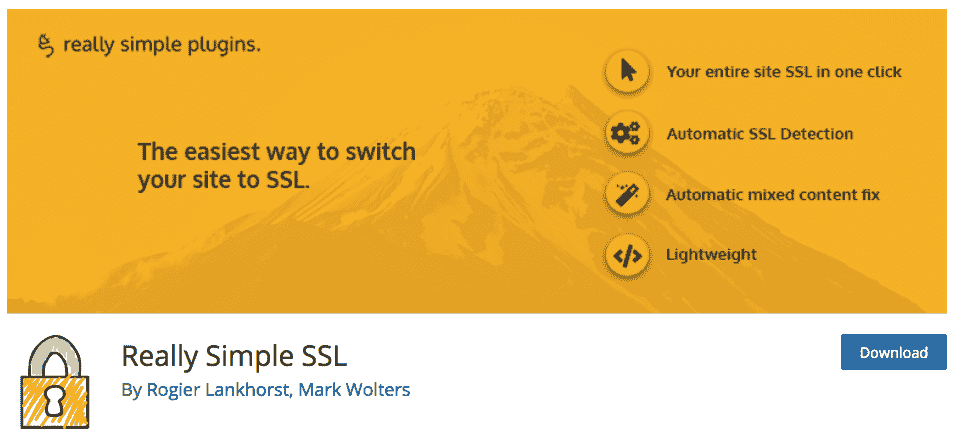 really simple plugins.
The easiest way to switch
your site to SSL.
Your entire site SSL in one click
Automatic SSL Detection
Automatic mixed content fix
Lightweight
Really Simple SSL
By Rogier Lankhorst, Mark Wolters
Download